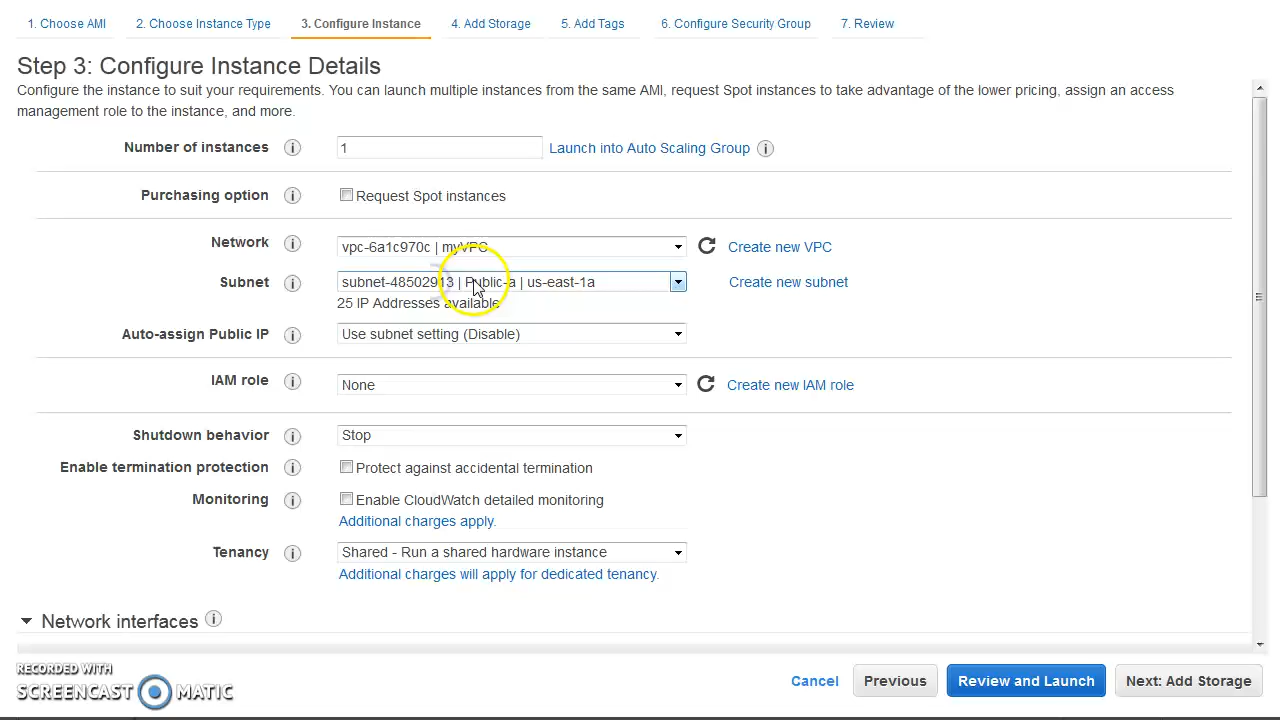 1. Choose AMI 2. Choose Instance Type 3. Configure Instance 4. Add Storage 5. Add Tags 6. Configure Security Group 7. Review
Step 3: Configure Instance Details
Configure the instance to suit your requirements. You can launch multiple instances from the same AMI, request Spot instances to take advantage of the lower pricing, assign an access
management role to the instance, and more.
Number of instances i 1 Launch into Auto Scaling Group i
Purchasing option i Request Spot instances
Network i vpc-6a1c970c | myVPC Create new VPC
Subnet i subnet-48502913 | Public-a | us-east-1a Create new subnet
25 IP Addresses available
Auto-assign Public IP i Use subnet setting (Disable)
IAM role i None Create new IAM role
Shutdown behavior i Stop
Enable termination protection i Protect against accidental termination
Monitoring i Enable CloudWatch detailed monitoring
Additional charges apply.
Tenancy i Shared - Run a shared hardware instance
Additional charges will apply for dedicated tenancy.
Network interfaces i
RECORDED WITH
SCREENCAST MATIC
Cancel Previous Review and Launch Next: Add Storage